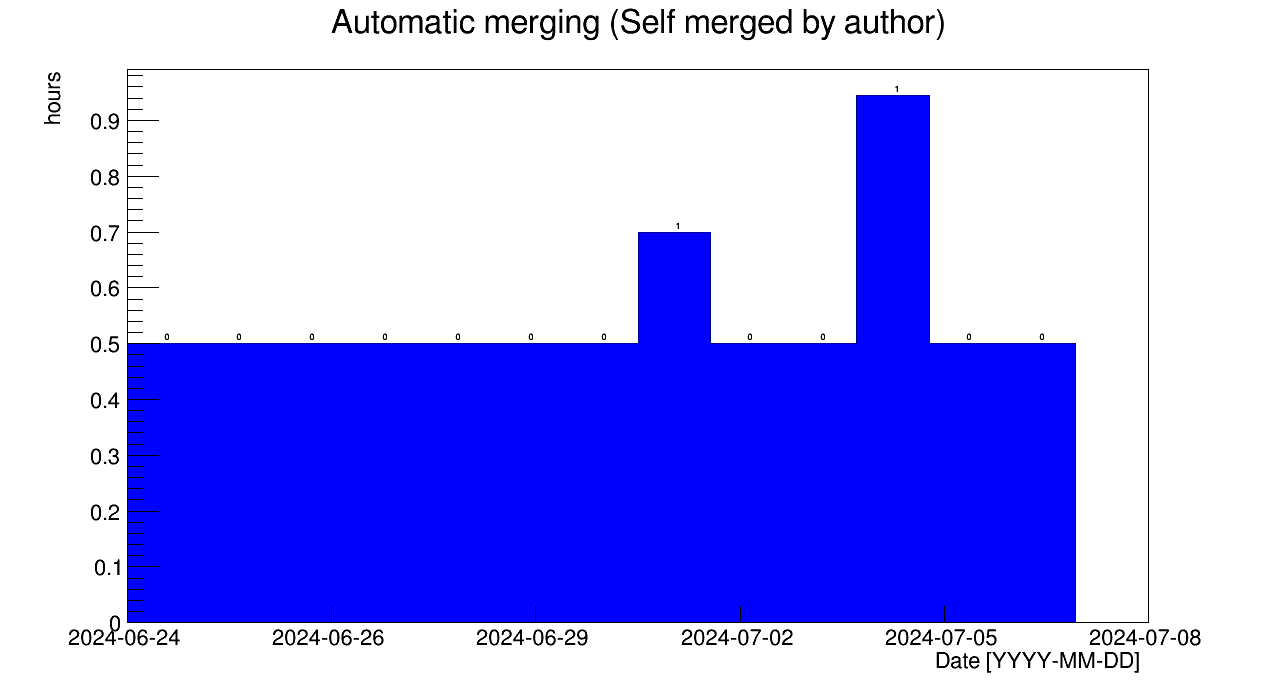 Automatic merging (Self merged by author)
hours
0.9
0.8
0.7
0.6
0.5
0.4
0.3
0.2
0.1
0
1
1
0 0 0 0 0 0 0 0 0 0 0
2024-06-24 2024-06-26 2024-06-29 2024-07-02 2024-07-05 2024-07-08
Date [YYYY-MM-DD]